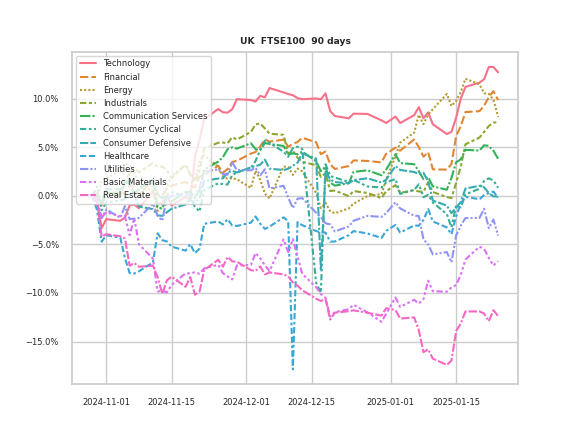 UK FTSE100 90 days
Technology
Financial
Energy
Industrials
Communication Services
Consumer Cyclical
Consumer Defensive
Healthcare
Utilities
Basic Materials
Real Estate
10.0%
5.0%
0.0%
−5.0%
−10.0%
−15.0%
2024-11-01 2024-11-15 2024-12-01 2024-12-15 2025-01-01 2025-01-15